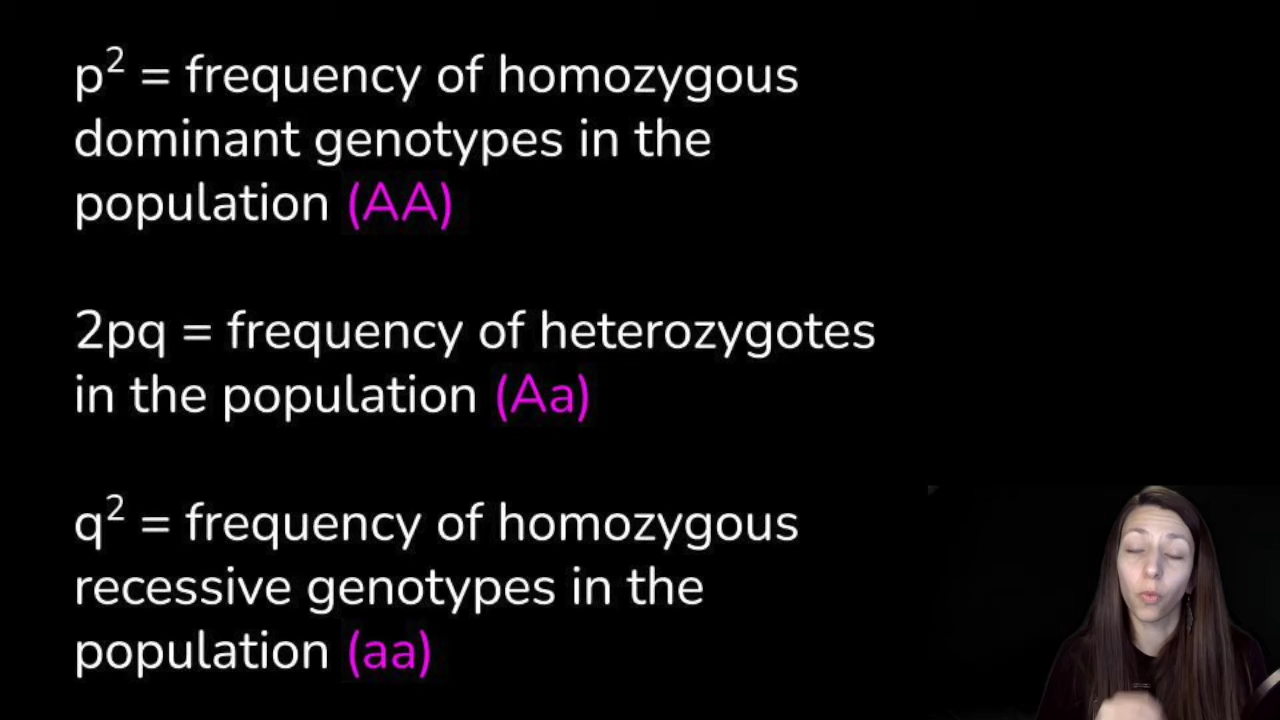 p² = frequency of homozygous
dominant genotypes in the
population (AA)
2pq = frequency of heterozygotes
in the population (Aa)
q² = frequency of homozygous
recessive genotypes in the
population (aa)